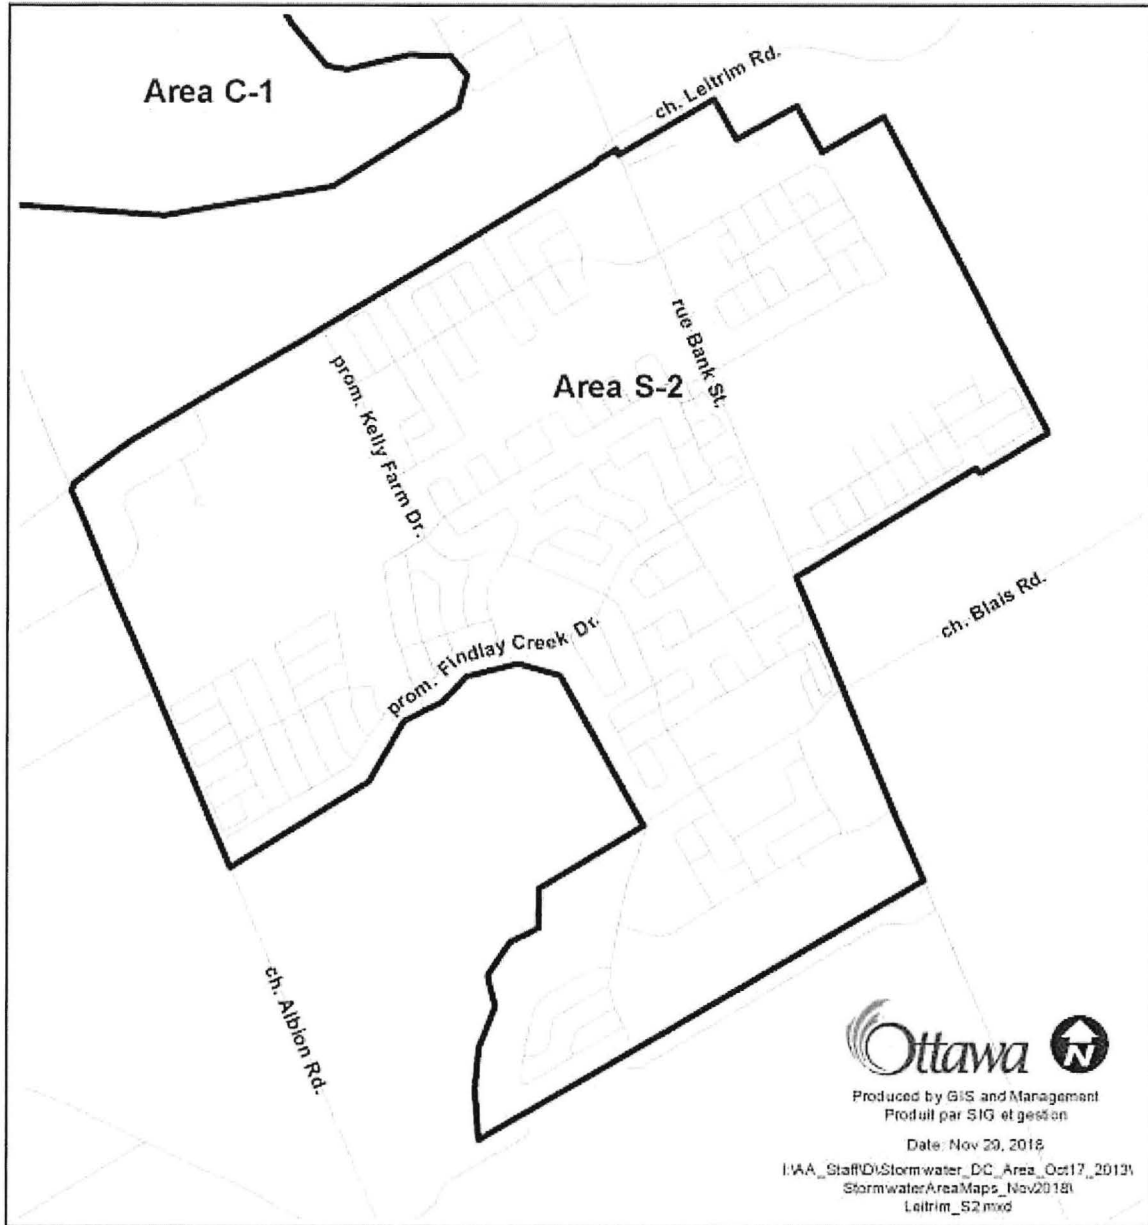 Area C-1
ch. Leitrim Rd.
rue Bank St.
prom. Kelly Farm Dr.
Area S-2
ch. Blais Rd.
prom. Findlay Creek Dr.
ch. Albion Rd.
Ottawa
N
Produced by GIS and Management
Produit par SIG et gestion
Date: Nov 29, 2018
I:\AA_Staff\D\Stormwater_DC_Area_Oct17_2013\
StormwaterAreaMaps_Nov2018\
Leitrim_S2.mxd